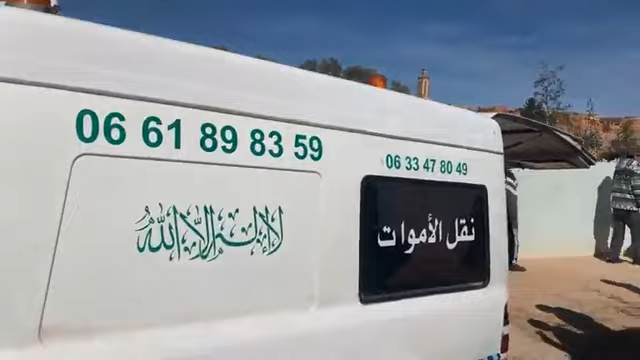 06 61 89 83 59
06 33 47 80 49
لا إله إلا الله
نقل الأموات